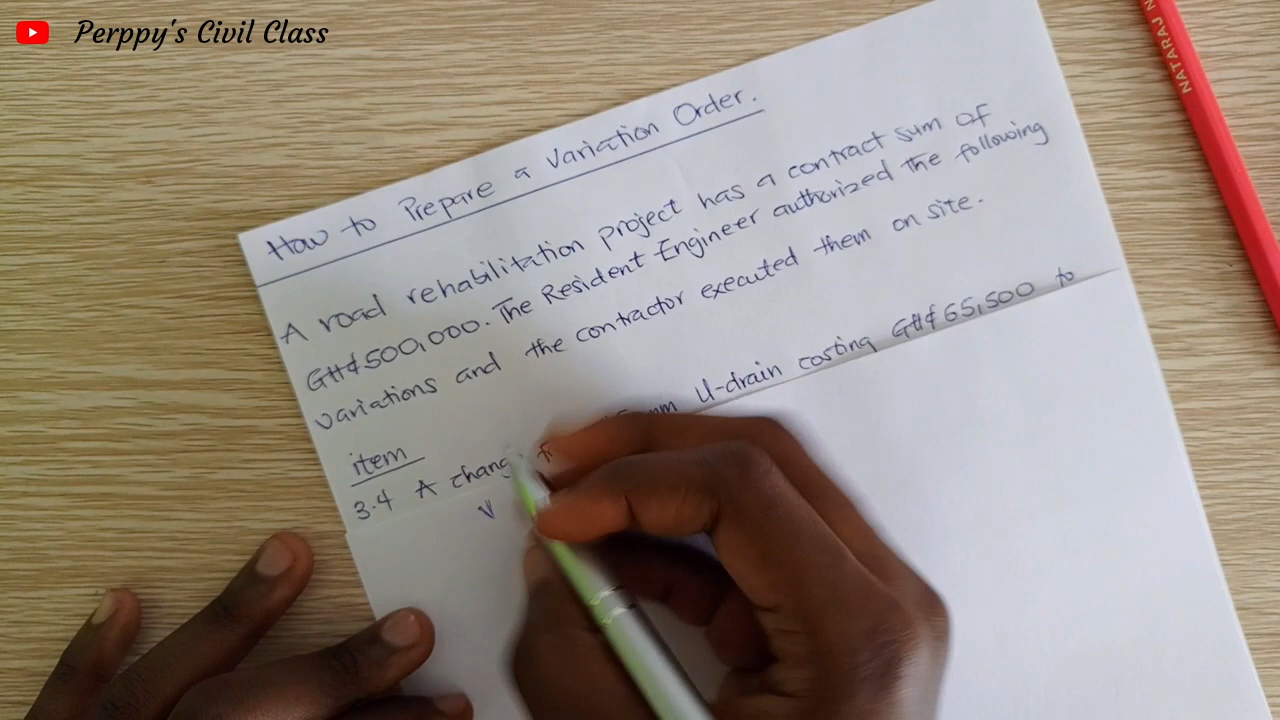 Perppy's Civil Class
NATARAJ
How to Prepare a Variation Order.
A road rehabilitation project has a contract sum of
GH¢500,000. The Resident Engineer authorized the following
variations and the contractor executed them on site.
item
3.4 A U-drain costing GH¢65,500 to